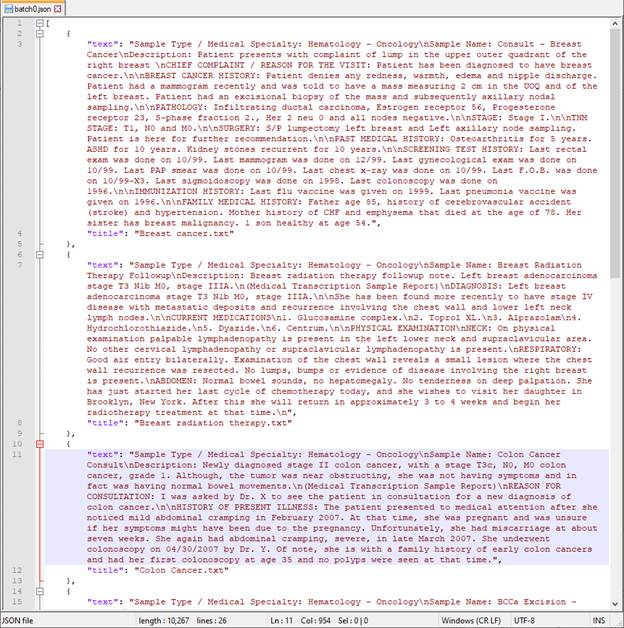 batch0.json
1 [
2 {
3 "text": "Sample Type / Medical Specialty: Hematology - Oncology\nSample Name: Consult - Breast
Cancer\nDescription: Patient presents with complaint of lump in the upper outer quadrant of the
right breast \nCHIEF COMPLAINT / REASON FOR THE VISIT: Patient has been diagnosed to have breast
cancer.\n\nBREAST CANCER HISTORY: Patient denies any redness, warmth, edema and nipple discharge.
Patient had a mammogram recently and was told to have a mass measuring 2 cm in the UOQ and of the
left breast. Patient had an excisional biopsy of the mass and subsequently axillary nodal
sampling.\n\nPATHOLOGY: Infiltrating ductal carcinoma, Estrogen receptor 56, Progesterone
receptor 23, S-phase fraction 2., Her 2 neu 0 and all nodes negative.\n\nSTAGE: Stage I.\n\nTNM
STAGE: T1, N0 and M0.\n\nSURGERY: S/P lumpectomy left breast and Left axillary node sampling.
Patient is here for further recommendation.\n\nPAST MEDICAL HISTORY: Osteoarthritis for 5 years.
ASHD for 10 years. Kidney stones recurrent for 10 years.\n\nSCREENING TEST HISTORY: Last rectal
exam was done on 10/99. Last mammogram was done on 12/99. Last gynecological exam was done on
10/99. Last PAP smear was done on 10/99. Last chest x-ray was done on 10/99. Last F.O.B. was done
on 10/99-X3. Last sigmoidoscopy was done on 1998. Last colonoscopy was done on
1996.\n\nIMMUNIZATION HISTORY: Last flu vaccine was given on 1999. Last pneumonia vaccine was
given on 1996.\n\nFAMILY MEDICAL HISTORY: Father age 85, history of cerebrovascular accident
(stroke) and hypertension. Mother history of CHF and emphysema that died at the age of 78. Her
sister has breast malignancy. 1 son healthy at age 54.",
4 "title": "Breast cancer.txt"
5 },
6 {
7 "text": "Sample Type / Medical Specialty: Hematology - Oncology\nSample Name: Breast Radiation
Therapy Followup\nDescription: Breast radiation therapy followup note. Left breast adenocarcinoma
stage T3 N1b M0, stage IIIA.\n(Medical Transcription Sample Report)\nDIAGNOSIS: Left breast
adenocarcinoma stage T3 N1b M0, stage IIIA.\n\nShe has been found more recently to have stage IV
disease with metastatic deposits and recurrence involving the chest wall and lower left neck
lymph nodes.\n\nCURRENT MEDICATIONS\n1. Glucosamine complex.\n2. Toprol XL.\n3. Alprazolam\n4.
Hydrochlorothiazide.\n5. Dyazide.\n6. Centrum.\n\nPHYSICAL EXAMINATION\nNECK: On physical
examination palpable lymphadenopathy is present in the left lower neck and supraclavicular area.
No other cervical lymphadenopathy or supraclavicular lymphadenopathy is present.\nRESPIRATORY:
Good air entry bilaterally. Examination of the chest wall reveals a small lesion where the chest
wall recurrence was resected. No lumps, bumps or evidence of disease involving the right breast
is present.\nABDOMEN: Normal bowel sounds, no hepatomegaly. No tenderness on deep palpation. She
has just started her last cycle of chemotherapy today, and she wishes to visit her daughter in
Brooklyn, New York. After this she will return in approximately 3 to 4 weeks and begin her
radiotherapy treatment at that time.\n",
8 "title": "Breast radiation therapy.txt"
9 },
10 {
11 "text": "Sample Type / Medical Specialty: Hematology - Oncology\nSample Name: Colon Cancer
Consult\nDescription: Newly diagnosed stage II colon cancer, with a stage T3c, N0, M0 colon
cancer, grade 1. Although, the tumor was near obstructing, she was not having symptoms and in
fact was having normal bowel movements.\n(Medical Transcription Sample Report)\nREASON FOR
CONSULTATION: I was asked by Dr. X to see the patient in consultation for a new diagnosis of
colon cancer.\n\nHISTORY OF PRESENT ILLNESS: The patient presented to medical attention after she
noticed mild abdominal cramping in February 2007. At that time, she was pregnant and was unsure
if her symptoms might have been due to the pregnancy. Unfortunately, she had miscarriage at about
seven weeks. She again had abdominal cramping, severe, in late March 2007. She underwent
colonoscopy on 04/30/2007 by Dr. Y. Of note, she is with a family history of early colon cancers
and had her first colonoscopy at age 35 and no polyps were seen at that time.",
12 "title": "Colon Cancer.txt"
13 },
14 {
15 "text": "Sample Type / Medical Specialty: Hematology - Oncology\nSample Name: BCCa Excision -
JSON file length : 10,267 lines : 26 Ln : 11 Col : 954 Sel : 0 | 0 Windows (CR LF) UTF-8 INS